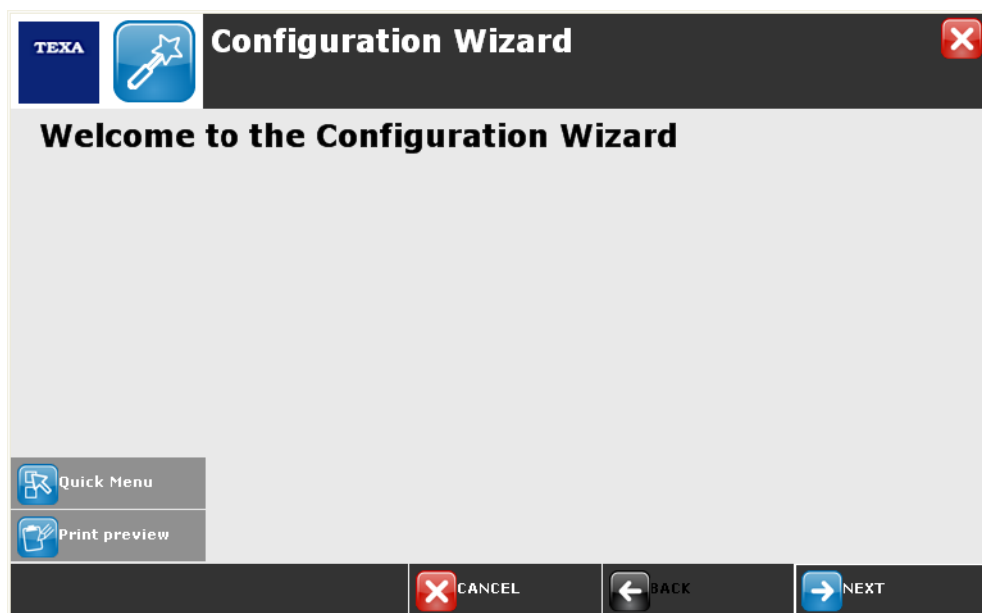 TEXA
Configuration Wizard
Welcome to the Configuration Wizard
Quick Menu
Print preview
CANCEL
BACK
NEXT